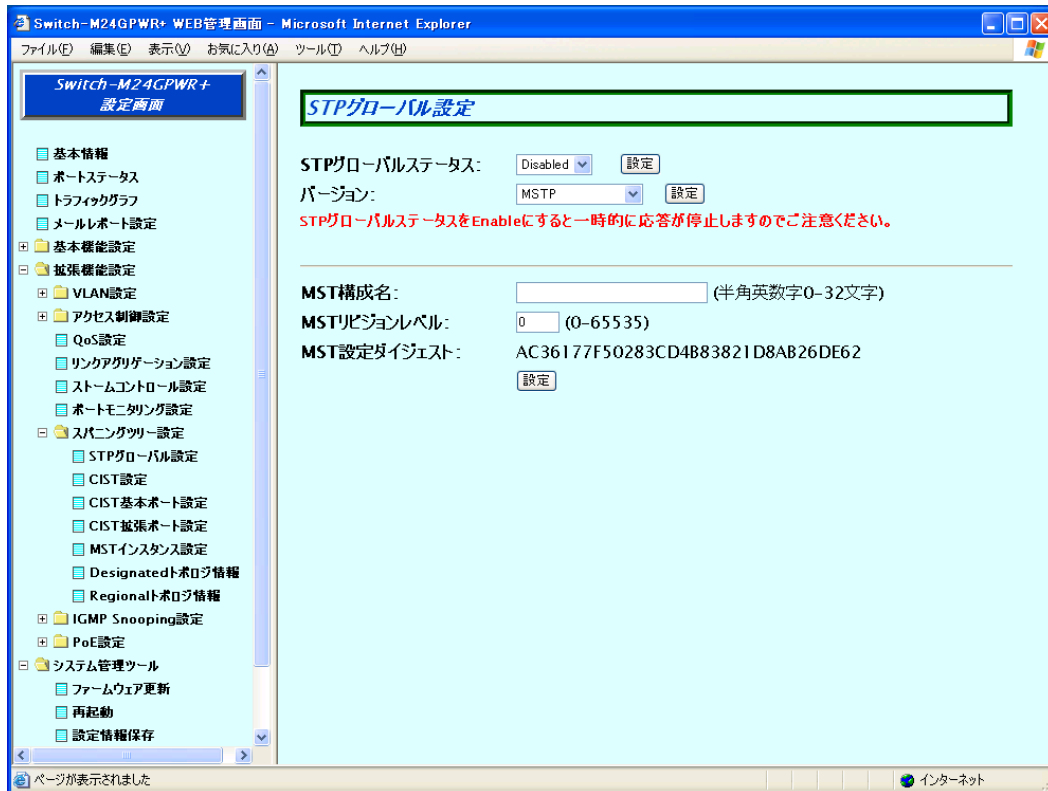 Switch-M24GPWR+ WEB管理画面 - Microsoft Internet Explorer
ファイル(F) 編集(E) 表示(V) お気に入り(A) ツール(T) ヘルプ(H)
Switch-M24GPWR+
設定画面
基本情報
ポートステータス
トラフィックグラフ
メールレポート設定
基本機能設定
拡張機能設定
VLAN設定
アクセス制御設定
QoS設定
リンクアグリゲーション設定
ストームコントロール設定
ポートモニタリング設定
スパニングツリー設定
STPグローバル設定
CIST設定
CIST基本ポート設定
CIST拡張ポート設定
MSTインスタンス設定
Designatedトポロジ情報
Regionalトポロジ情報
IGMP Snooping設定
PoE設定
システム管理ツール
ファームウェア更新
再起動
設定情報保存
STPグローバル設定
STPグローバルステータス: Disabled 設定
バージョン: MSTP 設定
STPグローバルステータスをEnableにすると一時的に応答が停止しますのでご注意ください。
MST構成名: (半角英数字0-32文字)
MSTリビジョンレベル: 0 (0-65535)
MST設定ダイジェスト: AC36177F50283CD4B83821D8AB26DE62
設定
ページが表示されました インターネット